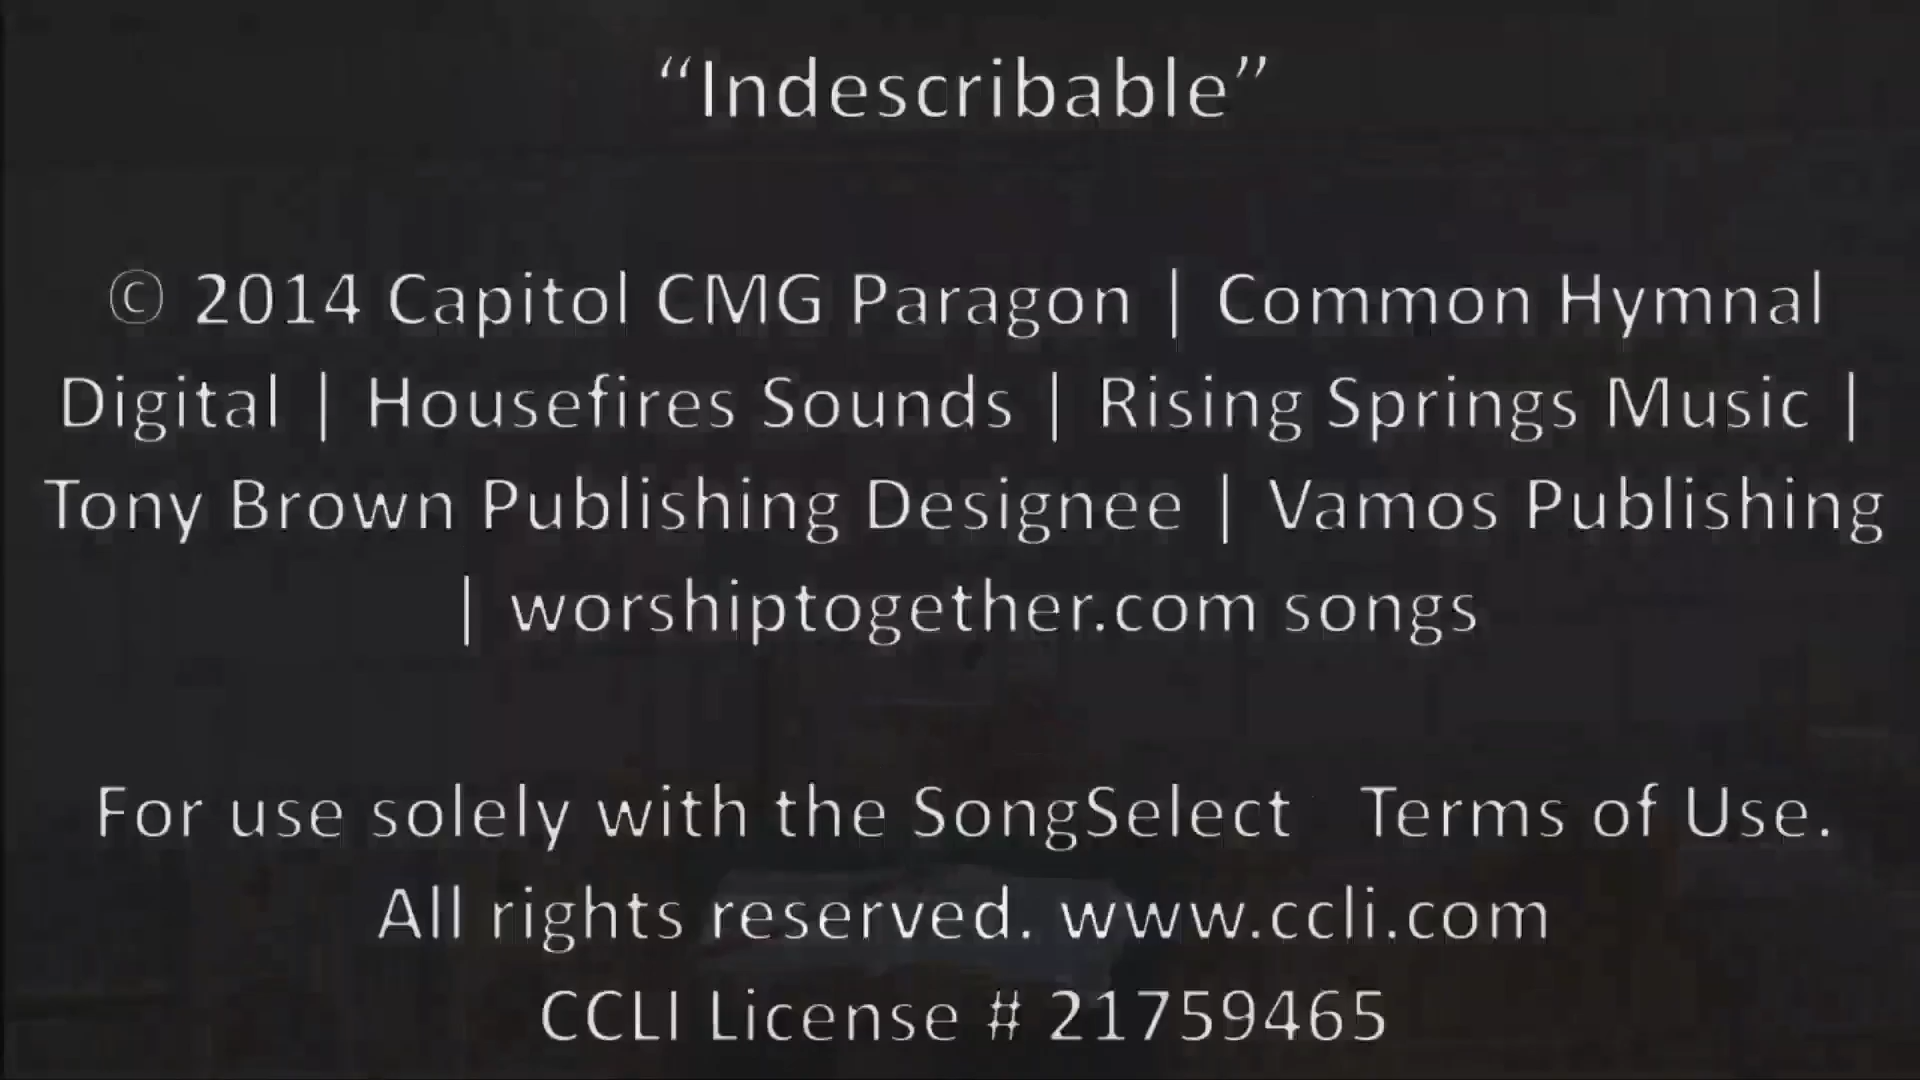 “Indescribable”
© 2014 Capitol CMG Paragon | Common Hymnal
Digital | Housefires Sounds | Rising Springs Music |
Tony Brown Publishing Designee | Vamos Publishing
| worshiptogether.com songs
For use solely with the SongSelect Terms of Use.
All rights reserved. www.ccli.com
CCLI License # 21759465